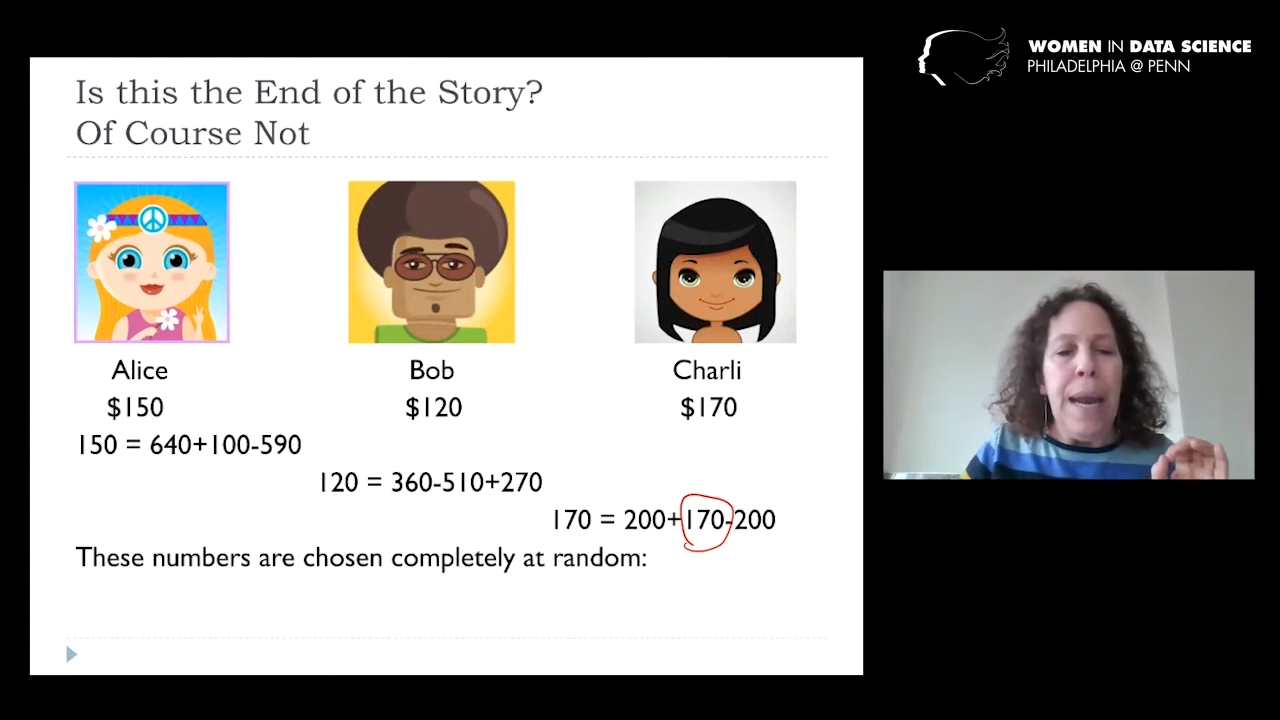 WOMEN IN DATA SCIENCE
PHILADELPHIA @ PENN
Is this the End of the Story?
Of Course Not
Alice
Bob
Charli
$150
$120
$170
150 = 640+100-590
120 = 360-510+270
170 = 200+170-200
These numbers are chosen completely at random: